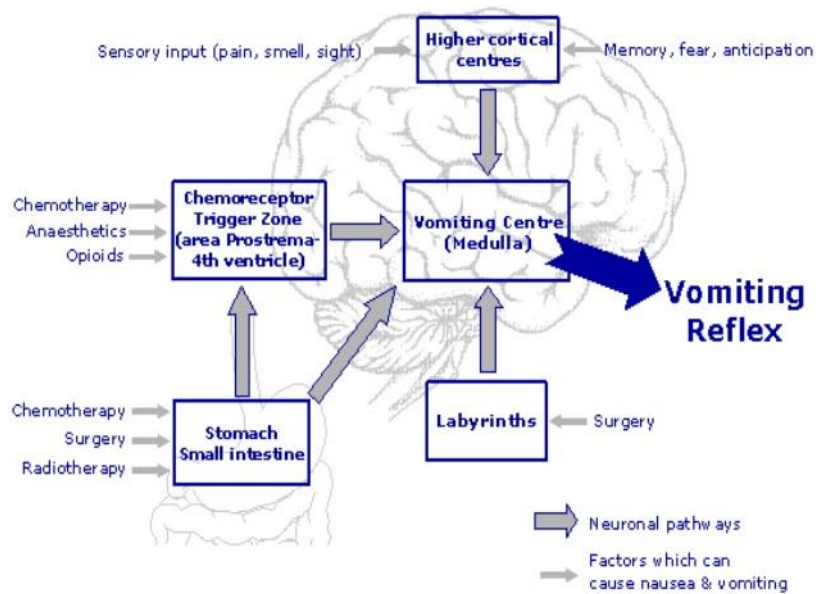 Higher cortical
centres
Sensory input (pain, smell, sight)
Memory, fear, anticipation
Chemotherapy
Anaesthetics
Opioids
Chemoreceptor
Trigger Zone
(area Prostrema-
4th ventricle)
Vomiting Centre
(Medulla)
Vomiting
Reflex
Chemotherapy
Surgery
Radiotherapy
Stomach
Small intestine
Labyrinths
Surgery
Neuronal pathways
Factors which can
cause nausea & vomiting